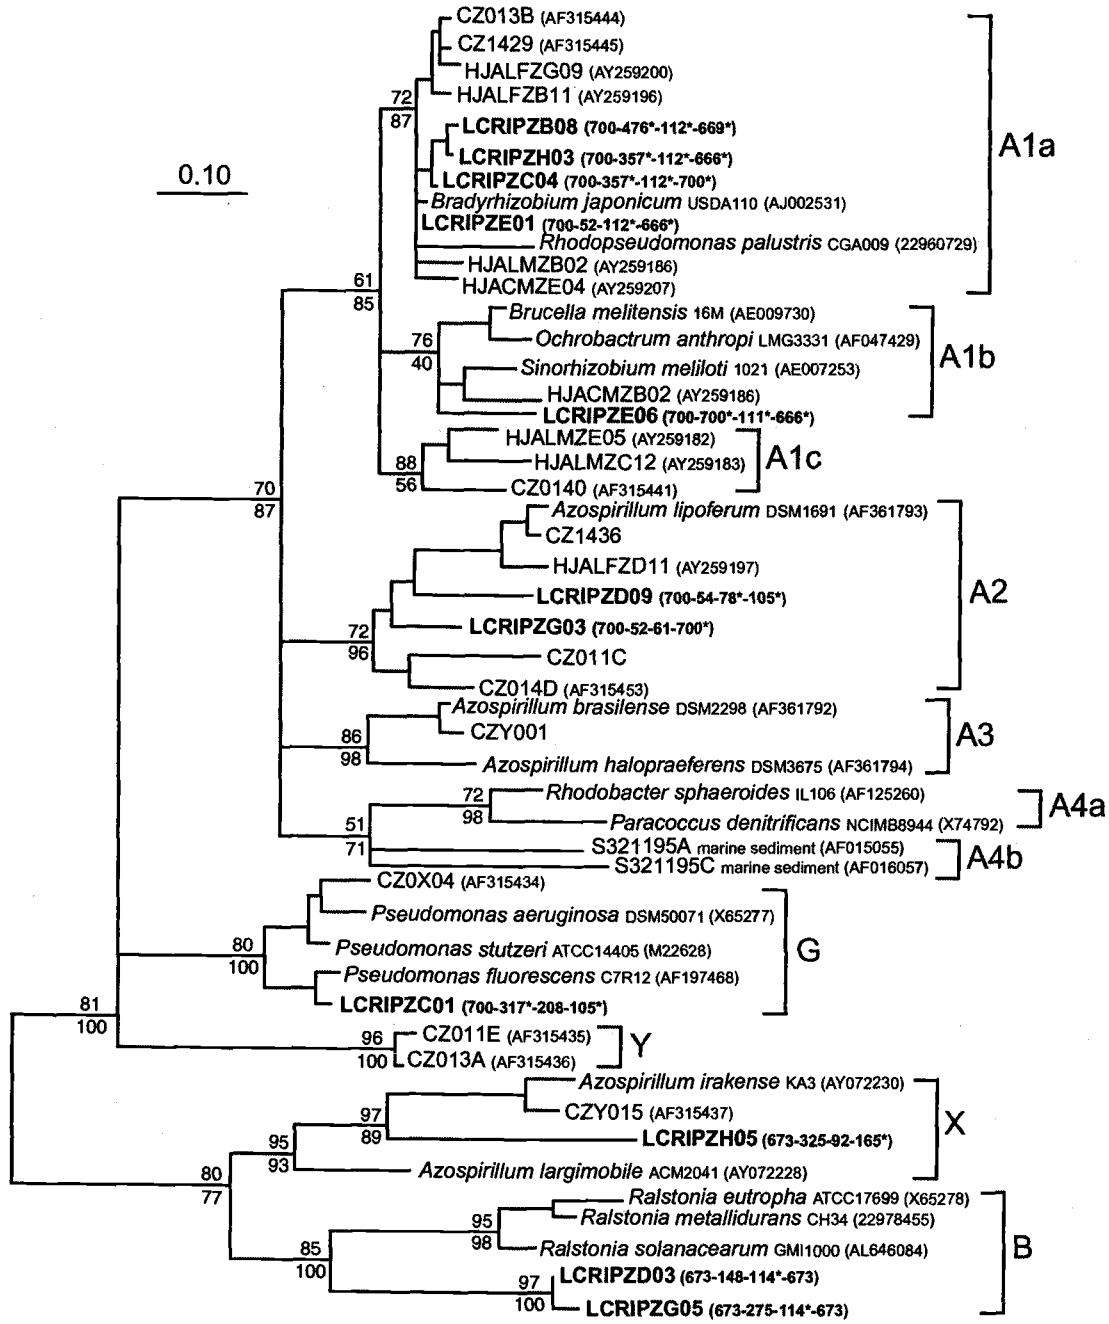 CZ013B (AF315444)
CZ1429 (AF315445)
HJALFZG09 (AY259200)
HJALFZB11 (AY259196)
72
87
LCRIPZB08 (700-476*-112*-669*)
LCRIPZH03 (700-357*-112*-666*)
LCRIPZC04 (700-357*-112*-700*)
Bradyrhizobium japonicum USDA110 (AJ002531)
LCRIPZE01 (700-52-112*-666*)
Rhodopseudomonas palustris CGA009 (22960729)
HJALMZB02 (AY259186)
HJACMZE04 (AY259207)
A1a
0.10
61
85
Brucella melitensis 16M (AE009730)
Ochrobactrum anthropi LMG3331 (AF047429)
76
40
Sinorhizobium meliloti 1021 (AE007253)
HJACMZB02 (AY259186)
LCRIPZE06 (700-700*-111*-666*)
A1b
HJALMZE05 (AY259182)
HJALMZC12 (AY259183)
88
56
CZ0140 (AF315441)
A1c
70
87
Azospirillum lipoferum DSM1691 (AF361793)
CZ1436
HJALFZD11 (AY259197)
LCRIPZD09 (700-54-78*-105*)
LCRIPZG03 (700-52-61-700*)
72
96
CZ011C
CZ014D (AF315453)
A2
Azospirillum brasilense DSM2298 (AF361792)
CZY001
86
98
Azospirillum halopraeferens DSM3675 (AF361794)
A3
Rhodobacter sphaeroides IL106 (AF125260)
72
98
Paracoccus denitrificans NCIMB8944 (X74792)
A4a
51
71
S321195A marine sediment (AF015055)
S321195C marine sediment (AF016057)
A4b
CZ0X04 (AF315434)
Pseudomonas aeruginosa DSM50071 (X65277)
80
100
Pseudomonas stutzeri ATCC14405 (M22628)
Pseudomonas fluorescens C7R12 (AF197468)
LCRIPZC01 (700-317*-208-105*)
G
81
100
96
100
CZ011E (AF315435)
CZ013A (AF315436)
Y
Azospirillum irakense KA3 (AY072230)
CZY015 (AF315437)
97
89
LCRIPZH05 (673-325-92-165*)
95
93
Azospirillum largimobile ACM2041 (AY072228)
X
80
77
Ralstonia eutropha ATCC17699 (X65278)
Ralstonia metallidurans CH34 (22978455)
95
98
Ralstonia solanacearum GMI1000 (AL646084)
85
100
LCRIPZD03 (673-148-114*-673)
97
100
LCRIPZG05 (673-275-114*-673)
B